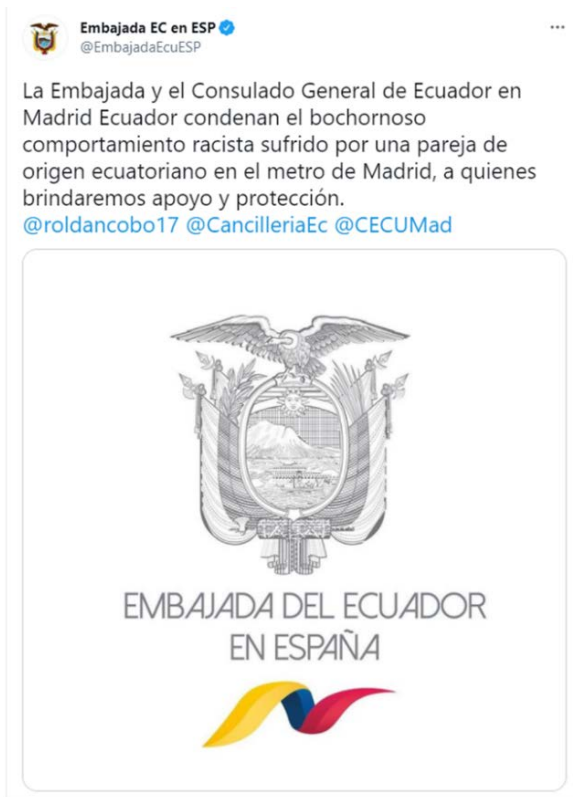 Embajada EC en ESP
@EmbajadaEcuESP
La Embajada y el Consulado General de Ecuador en
Madrid Ecuador condenan el bochornoso
comportamiento racista sufrido por una pareja de
origen ecuatoriano en el metro de Madrid, a quienes
brindaremos apoyo y protección.
@roldancobo17 @CancilleriaEc @CECUMad
EMBAJADA DEL ECUADOR
EN ESPAÑA